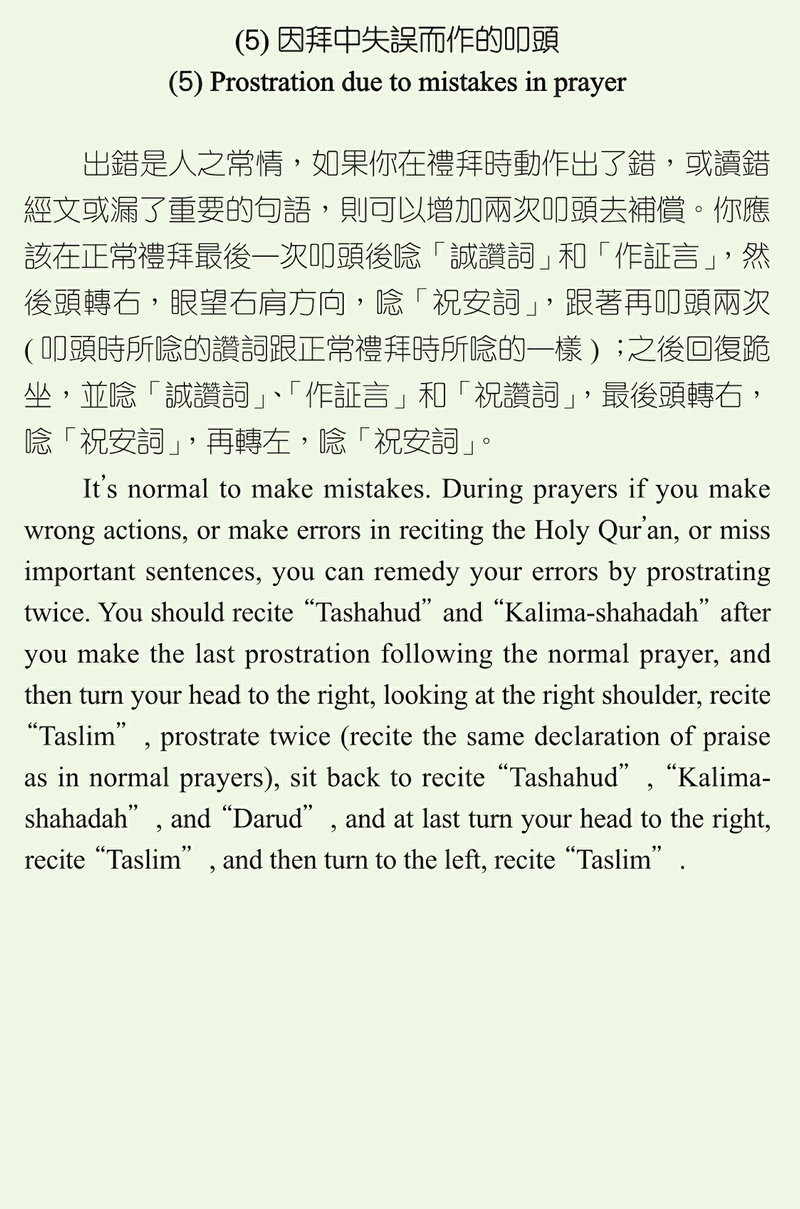 (5) 因拜中失誤而作的叩頭
(5) Prostration due to mistakes in prayer
出錯是人之常情，如果你在禮拜時動作出了錯，或讀錯
經文或漏了重要的句語，則可以增加兩次叩頭去補償。你應
該在正常禮拜最後一次叩頭後唸「誠讚詞」和「作証言」，然
後頭轉右，眼望右肩方向，唸「祝安詞」，跟著再叩頭兩次
( 叩頭時所唸的讚詞跟正常禮拜時所唸的一樣 ) ；之後回復跪
坐，並唸「誠讚詞」、「作証言」和「祝讚詞」，最後頭轉右，
唸「祝安詞」，再轉左，唸「祝安詞」。
It’s normal to make mistakes. During prayers if you make
wrong actions, or make errors in reciting the Holy Qur’an, or miss
important sentences, you can remedy your errors by prostrating
twice. You should recite “Tashahud” and “Kalima-shahadah” after
you make the last prostration following the normal prayer, and
then turn your head to the right, looking at the right shoulder, recite
“Taslim” , prostrate twice (recite the same declaration of praise
as in normal prayers), sit back to recite “Tashahud” , “Kalima-
shahadah” , and “Darud” , and at last turn your head to the right,
recite “Taslim” , and then turn to the left, recite “Taslim” .